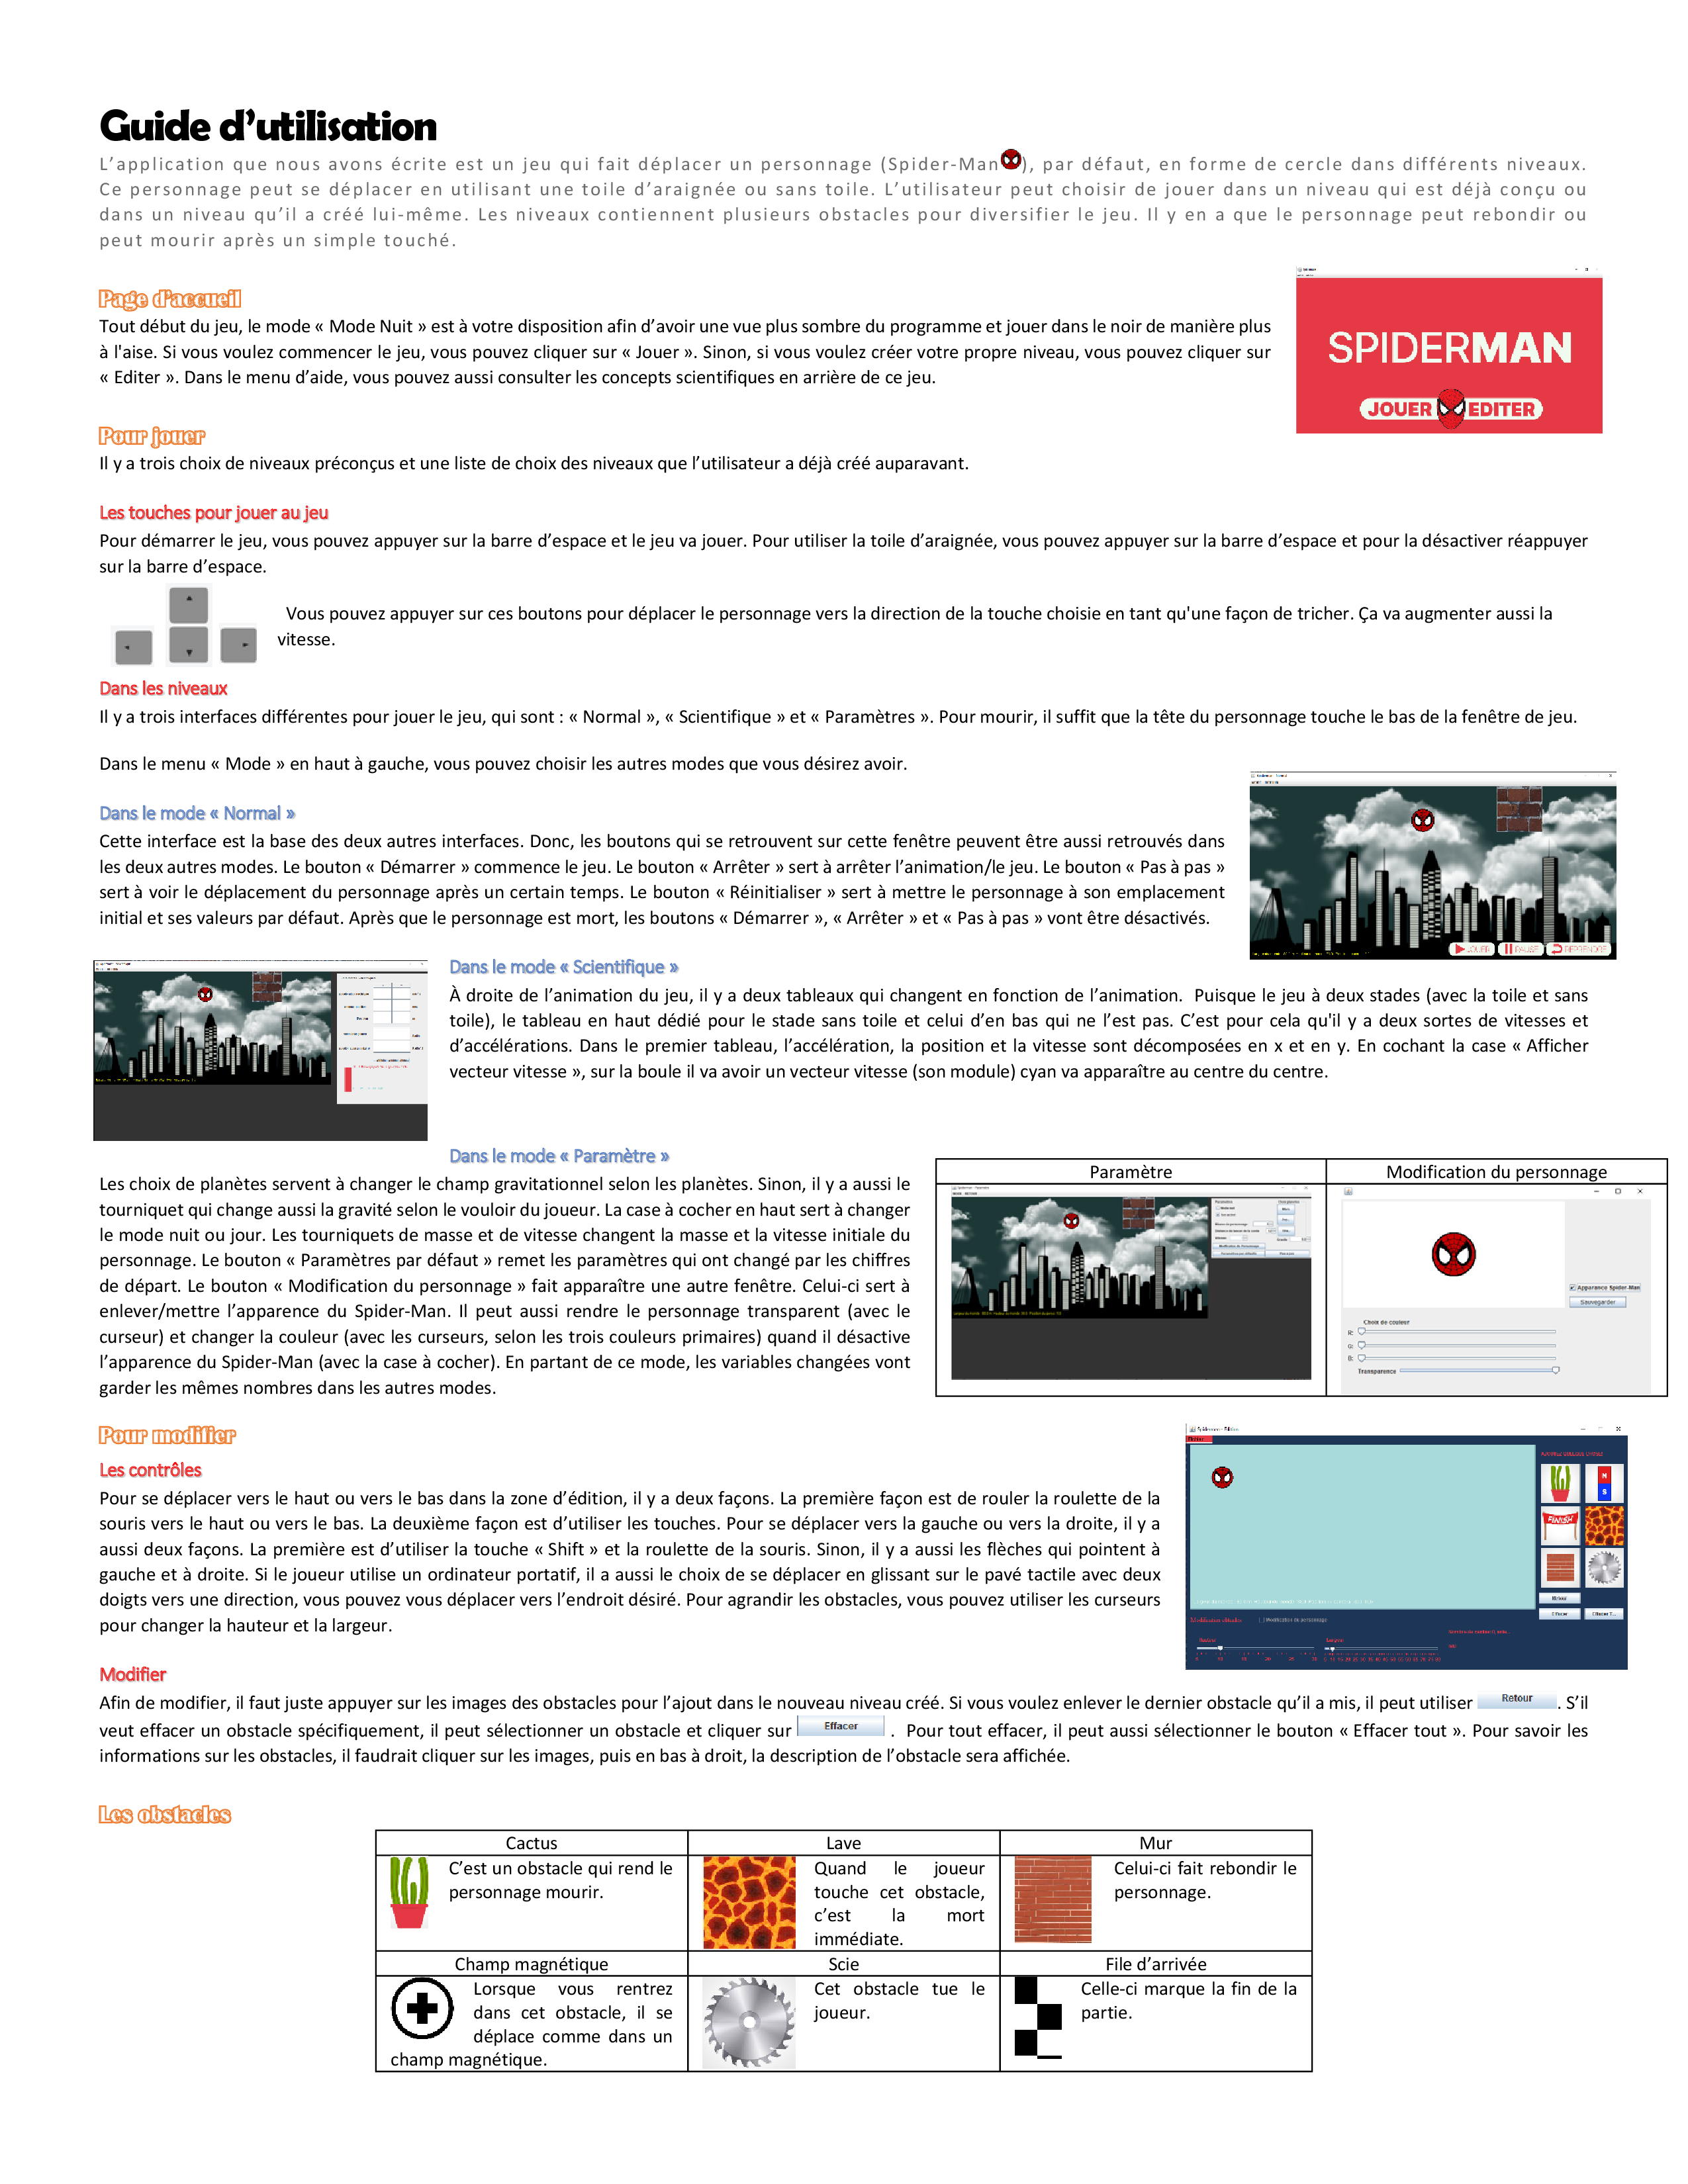 Guide d’utilisation
L’application que nous avons écrite est un jeu qui fait déplacer un personnage (Spider-Man), par défaut, en forme de cercle dans différents niveaux.
Ce personnage peut se déplacer en utilisant une toile d’araignée ou sans toile. L’utilisateur peut choisir de jouer dans un niveau qui est déjà conçu ou
dans un niveau qu’il a créé lui-même. Les niveaux contiennent plusieurs obstacles pour diversifier le jeu. Il y en a que le personnage peut rebondir ou
peut mourir après un simple touché.
Page d’accueil
Tout début du jeu, le mode « Mode Nuit » est à votre disposition afin d’avoir une vue plus sombre du programme et jouer dans le noir de manière plus
à l'aise. Si vous voulez commencer le jeu, vous pouvez cliquer sur « Jouer ». Sinon, si vous voulez créer votre propre niveau, vous pouvez cliquer sur
« Editer ». Dans le menu d’aide, vous pouvez aussi consulter les concepts scientifiques en arrière de ce jeu.
SPIDERMAN
JOUER EDITER
Pour jouer
Il y a trois choix de niveaux préconçus et une liste de choix des niveaux que l’utilisateur a déjà créé auparavant.
Les touches pour jouer au jeu
Pour démarrer le jeu, vous pouvez appuyer sur la barre d’espace et le jeu va jouer. Pour utiliser la toile d’araignée, vous pouvez appuyer sur la barre d’espace et pour la désactiver réappuyer
sur la barre d’espace.
Vous pouvez appuyer sur ces boutons pour déplacer le personnage vers la direction de la touche choisie en tant qu'une façon de tricher. Ça va augmenter aussi la
vitesse.
Dans les niveaux
Il y a trois interfaces différentes pour jouer le jeu, qui sont : « Normal », « Scientifique » et « Paramètres ». Pour mourir, il suffit que la tête du personnage touche le bas de la fenêtre de jeu.
Dans le menu « Mode » en haut à gauche, vous pouvez choisir les autres modes que vous désirez avoir.
Dans le mode « Normal »
Cette interface est la base des deux autres interfaces. Donc, les boutons qui se retrouvent sur cette fenêtre peuvent être aussi retrouvés dans
les deux autres modes. Le bouton « Démarrer » commence le jeu. Le bouton « Arrêter » sert à arrêter l’animation/le jeu. Le bouton « Pas à pas »
sert à voir le déplacement du personnage après un certain temps. Le bouton « Réinitialiser » sert à mettre le personnage à son emplacement
initial et ses valeurs par défaut. Après que le personnage est mort, les boutons « Démarrer », « Arrêter » et « Pas à pas » vont être désactivés.
JOUER PAUSE REPRENDRE
Dans le mode « Scientifique »
À droite de l’animation du jeu, il y a deux tableaux qui changent en fonction de l’animation. Puisque le jeu à deux stades (avec la toile et sans
toile), le tableau en haut dédié pour le stade sans toile et celui d’en bas qui ne l’est pas. C’est pour cela qu'il y a deux sortes de vitesses et
d’accélérations. Dans le premier tableau, l’accélération, la position et la vitesse sont décomposées en x et en y. En cochant la case « Afficher
vecteur vitesse », sur la boule il va avoir un vecteur vitesse (son module) cyan va apparaître au centre du centre.
Dans le mode « Paramètre »
Les choix de planètes servent à changer le champ gravitationnel selon les planètes. Sinon, il y a aussi le
tourniquet qui change aussi la gravité selon le vouloir du joueur. La case à cocher en haut sert à changer
le mode nuit ou jour. Les tourniquets de masse et de vitesse changent la masse et la vitesse initiale du
personnage. Le bouton « Paramètres par défaut » remet les paramètres qui ont changé par les chiffres
de départ. Le bouton « Modification du personnage » fait apparaître une autre fenêtre. Celui-ci sert à
enlever/mettre l’apparence du Spider-Man. Il peut aussi rendre le personnage transparent (avec le
curseur) et changer la couleur (avec les curseurs, selon les trois couleurs primaires) quand il désactive
l’apparence du Spider-Man (avec la case à cocher). En partant de ce mode, les variables changées vont
garder les mêmes nombres dans les autres modes.
Paramètre
Modification du personnage
Apparance Spider-Man
Sauvegarder
Choix de couleur
R:
G:
B:
Transparence
Pour modifier
Les contrôles
Pour se déplacer vers le haut ou vers le bas dans la zone d’édition, il y a deux façons. La première façon est de rouler la roulette de la
souris vers le haut ou vers le bas. La deuxième façon est d’utiliser les touches. Pour se déplacer vers la gauche ou vers la droite, il y a
aussi deux façons. La première est d’utiliser la touche « Shift » et la roulette de la souris. Sinon, il y a aussi les flèches qui pointent à
gauche et à droite. Si le joueur utilise un ordinateur portatif, il a aussi le choix de se déplacer en glissant sur le pavé tactile avec deux
doigts vers une direction, vous pouvez vous déplacer vers l’endroit désiré. Pour agrandir les obstacles, vous pouvez utiliser les curseurs
pour changer la hauteur et la largeur.
N
S
FINISH
Retour
Effacer
Modifier
Afin de modifier, il faut juste appuyer sur les images des obstacles pour l’ajout dans le nouveau niveau créé. Si vous voulez enlever le dernier obstacle qu’il a mis, il peut utiliser Retour . S’il
veut effacer un obstacle spécifiquement, il peut sélectionner un obstacle et cliquer sur Effacer . Pour tout effacer, il peut aussi sélectionner le bouton « Effacer tout ». Pour savoir les
informations sur les obstacles, il faudrait cliquer sur les images, puis en bas à droit, la description de l’obstacle sera affichée.
Les obstacles
Cactus
C’est un obstacle qui rend le
personnage mourir.
Lave
Quand le joueur
touche cet obstacle,
c’est la mort
immédiate.
Mur
Celui-ci fait rebondir le
personnage.
Champ magnétique
Lorsque vous rentrez
dans cet obstacle, il se
déplace comme dans un
champ magnétique.
Scie
Cet obstacle tue le
joueur.
File d’arrivée
Celle-ci marque la fin de la
partie.